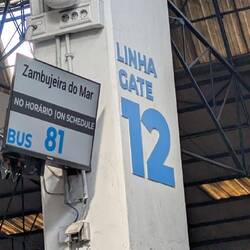 Zambujeira do Mar
NO HORÁRIO | ON SCHEDULE
BUS 81
LINHA
GATE
12